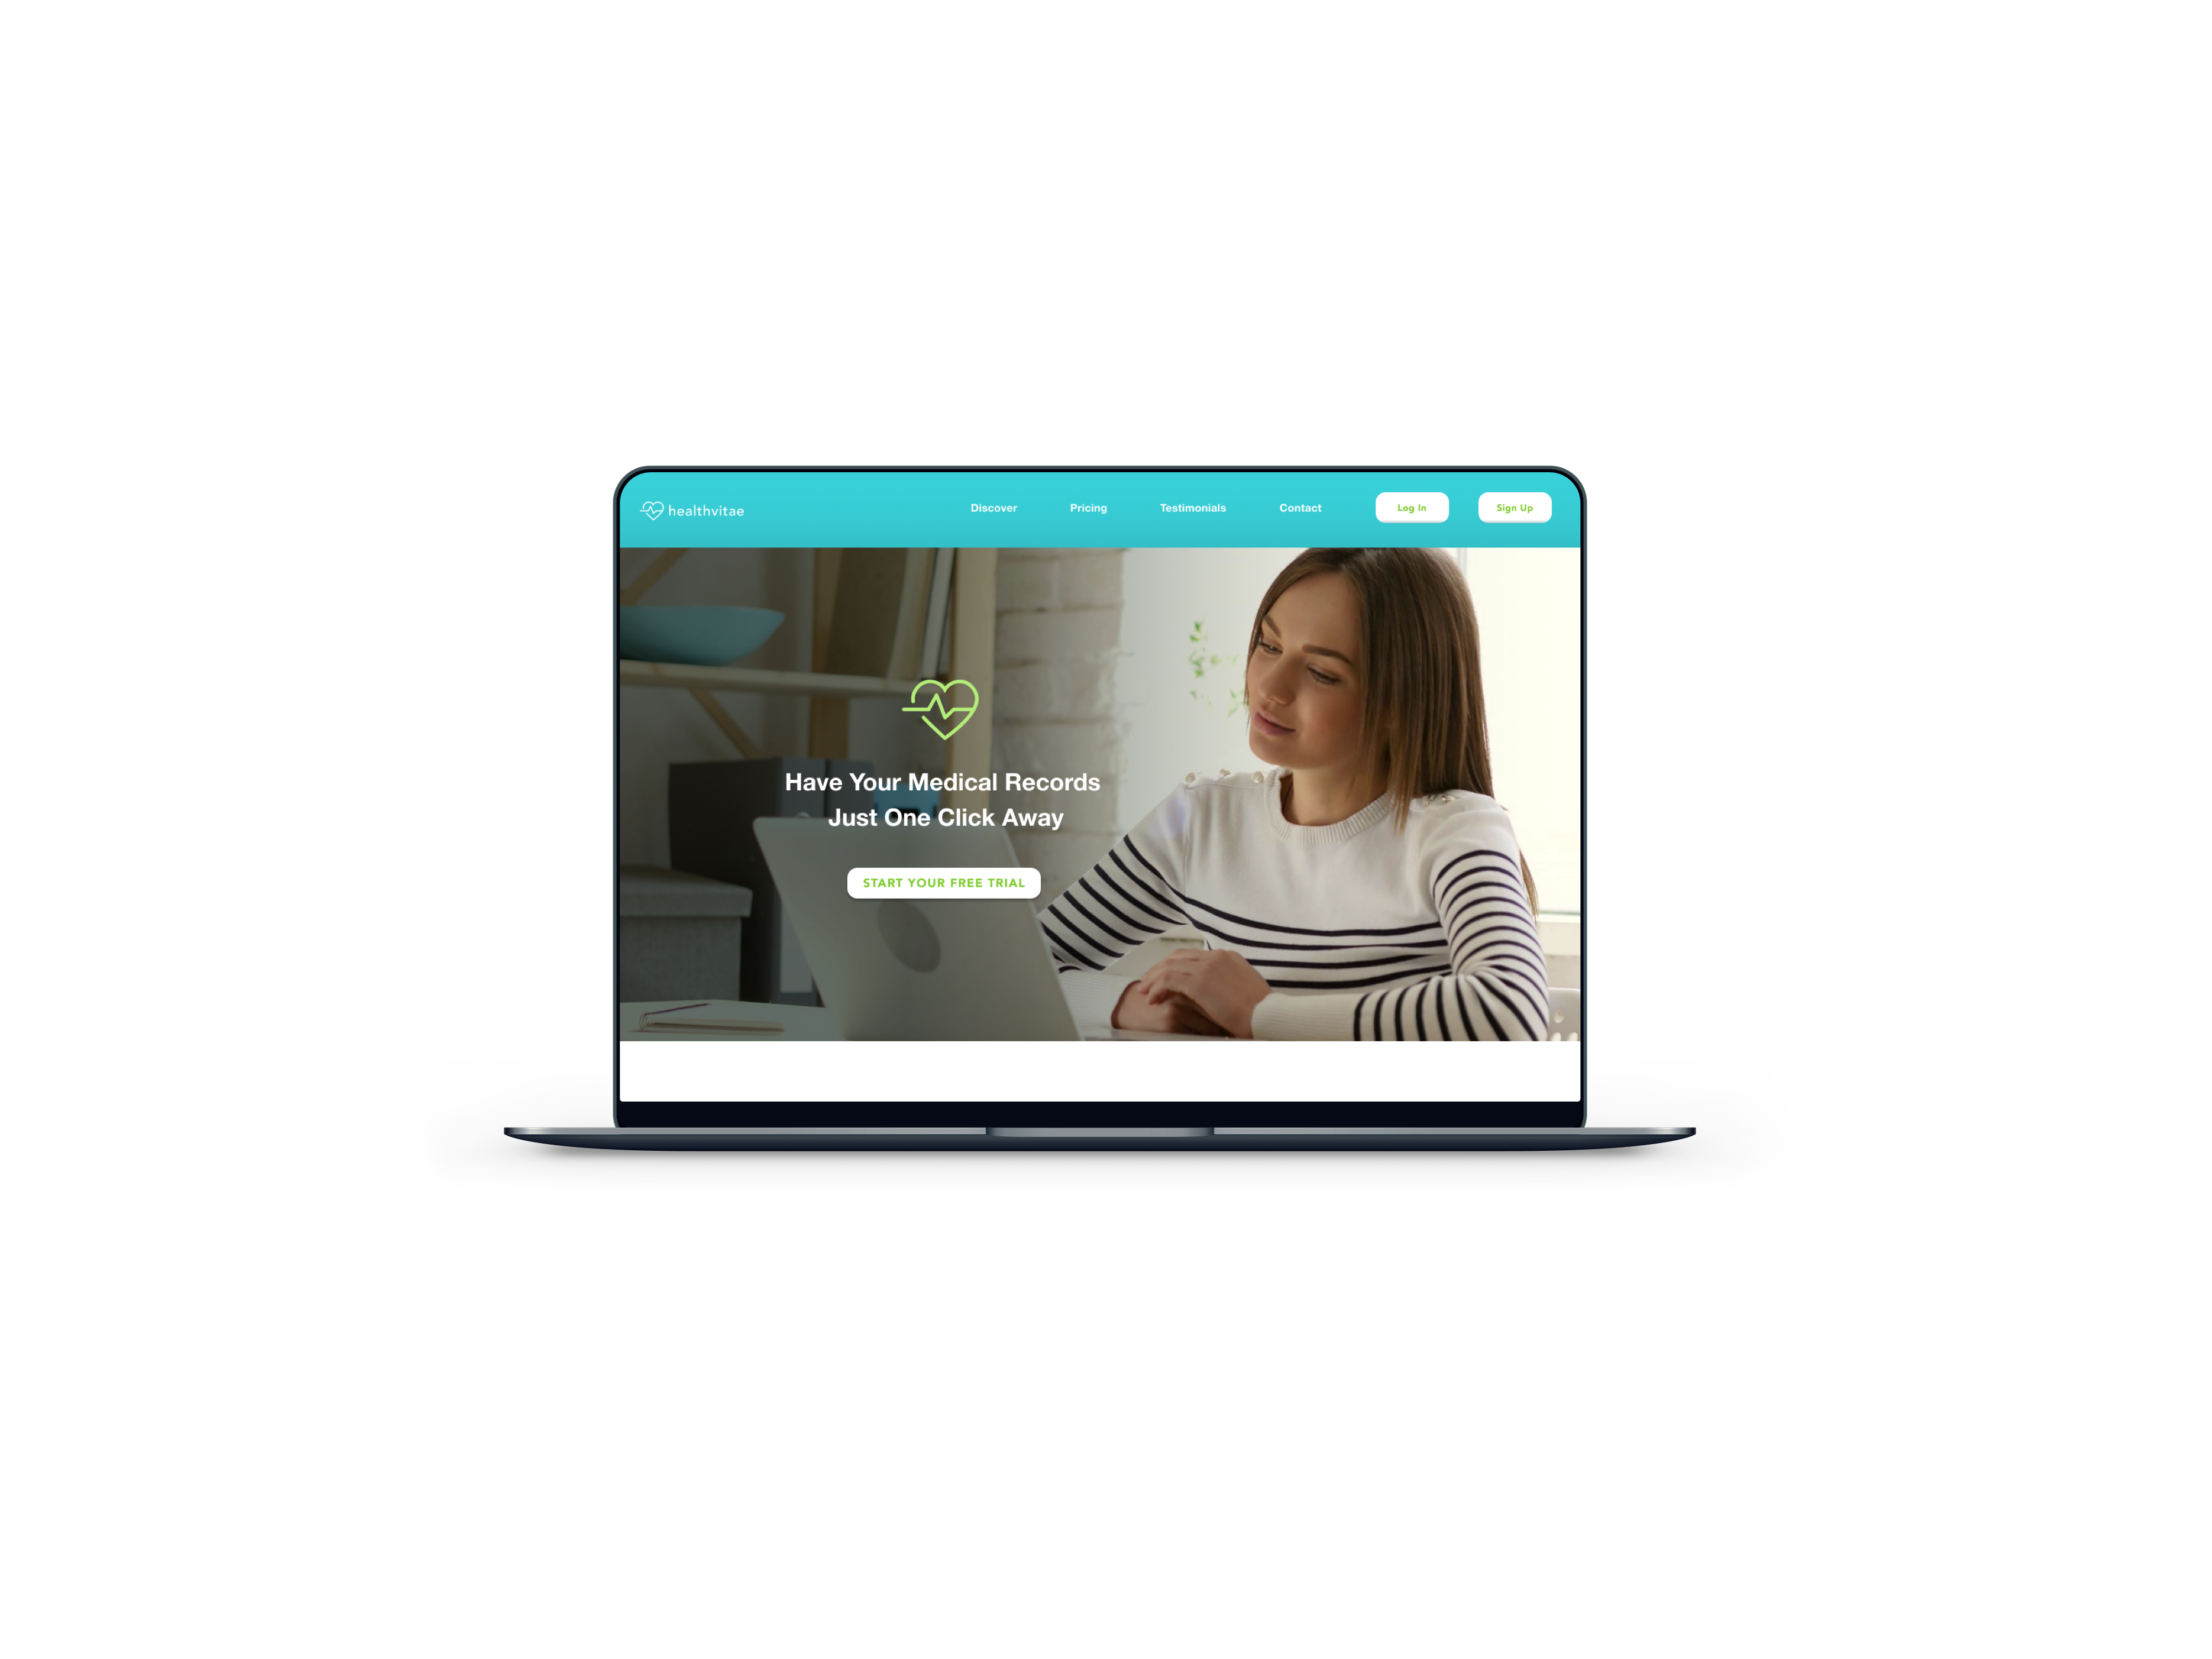 healthvitae
Discover
Pricing
Testimonials
Contact
Log In
Sign Up
Have Your Medical Records
Just One Click Away
START YOUR FREE TRIAL